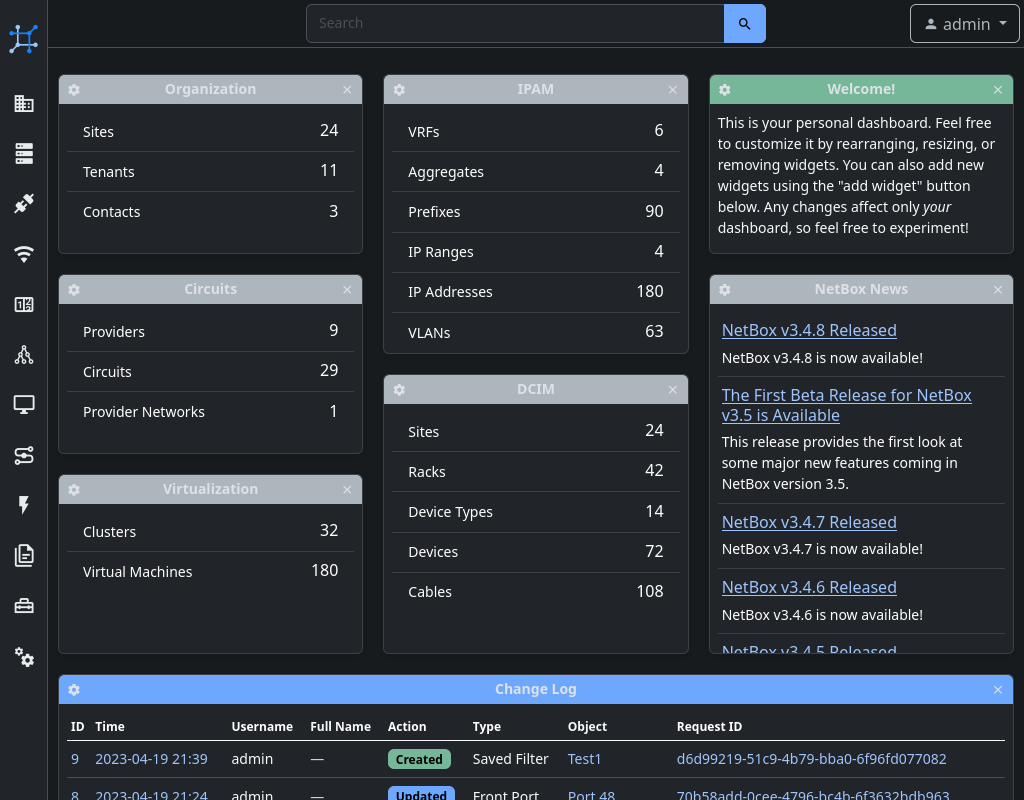 Search
admin
Organization
Sites 24
Tenants 11
Contacts 3
Circuits
Providers 9
Circuits 29
Provider Networks 1
Virtualization
Clusters 32
Virtual Machines 180
IPAM
VRFs 6
Aggregates 4
Prefixes 90
IP Ranges 4
IP Addresses 180
VLANs 63
DCIM
Sites 24
Racks 42
Device Types 14
Devices 72
Cables 108
Welcome!
This is your personal dashboard. Feel free
to customize it by rearranging, resizing, or
removing widgets. You can also add new
widgets using the "add widget" button
below. Any changes affect only your
dashboard, so feel free to experiment!
NetBox News
NetBox v3.4.8 Released
NetBox v3.4.8 is now available!
The First Beta Release for NetBox
v3.5 is Available
This release provides the first look at
some major new features coming in
NetBox version 3.5.
NetBox v3.4.7 Released
NetBox v3.4.7 is now available!
NetBox v3.4.6 Released
NetBox v3.4.6 is now available!
NetBox v3.4.5 Released
Change Log
ID Time Username Full Name Action Type Object Request ID
9 2023-04-19 21:39 admin — Created Saved Filter Test1 d6d99219-51c9-4b79-bba0-6f96fd077082
8 2023-04-19 21:24 admin — Updated Front Port Port 48 70b58add-0cee-4796-bc4b-6f3632bdb963